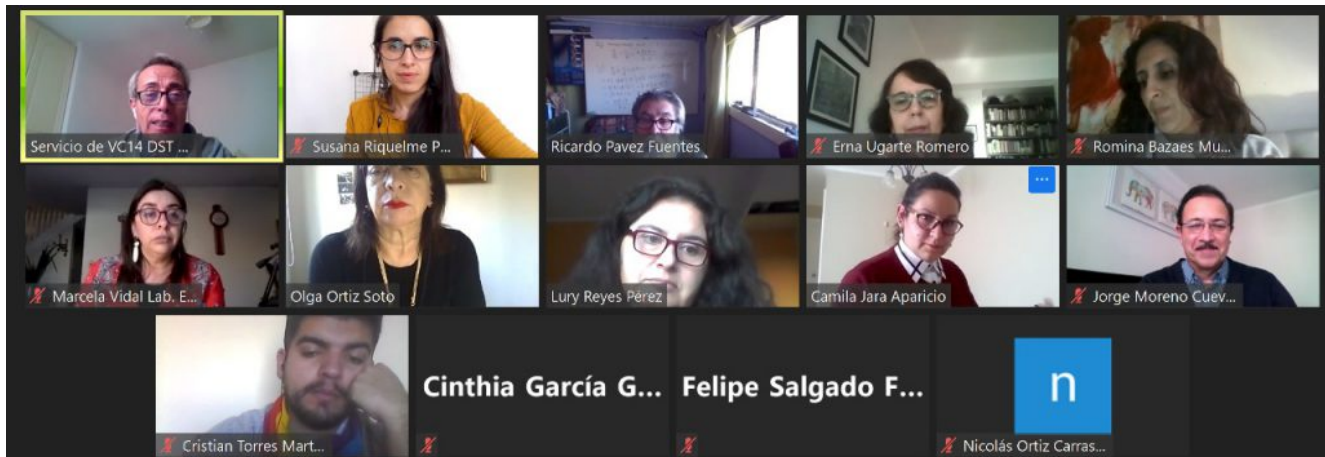 Servicio de VC14 DST ...
Susana Riquelme P...
Ricardo Pavez Fuentes
Erna Ugarte Romero
Romina Bazaes Mu...
Marcela Vidal Lab. E...
Olga Ortiz Soto
Lury Reyes Pérez
Camila Jara Aparicio
Jorge Moreno Cuev...
Cinthia García G...
Felipe Salgado F...
n
Cristian Torres Mart...
Nicolás Ortiz Carras...